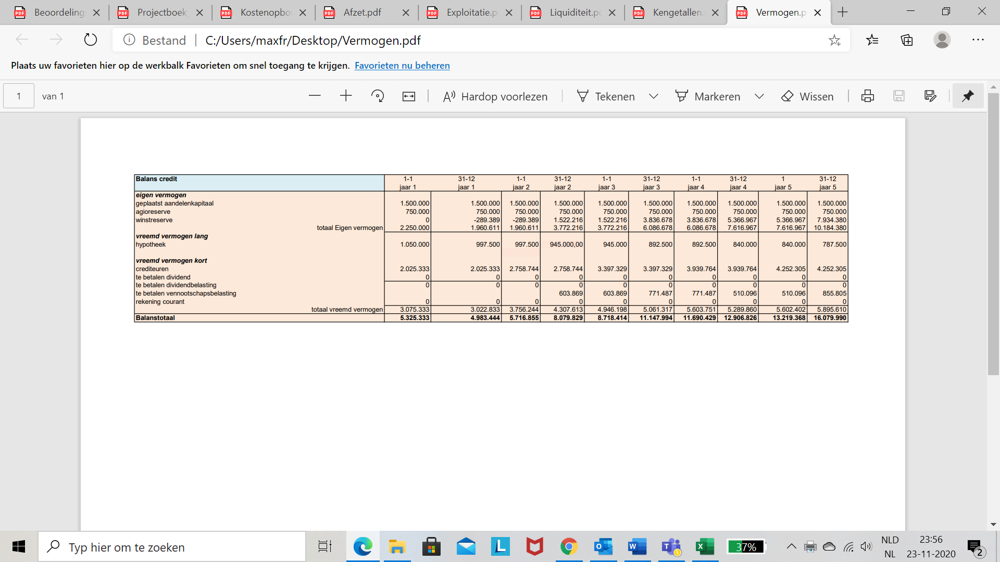 Beoordeling Projectboek_ Kostenopbo Afzet.pdf Exploitatie.p Liquiditeit.p Kengetallen. Vermogen.p
Bestand C:/Users/maxfr/Desktop/Vermogen.pdf
Plaats uw favorieten hier op de werkbalk Favorieten om snel toegang te krijgen. Favorieten nu beheren
1 van 1 Hardop voorlezen Tekenen Markeren Wissen
Balans credit 1-1 31-12 1-1 31-12 1-1 31-12 1-1 31-12 1 31-12
jaar 1 jaar 1 jaar 2 jaar 2 jaar 3 jaar 3 jaar 4 jaar 4 jaar 5 jaar 5
eigen vermogen
geplaatst aandelenkapitaal 1.500.000 1.500.000 1.500.000 1.500.000 1.500.000 1.500.000 1.500.000 1.500.000 1.500.000 1.500.000
agioreserve 750.000 750.000 750.000 750.000 750.000 750.000 750.000 750.000 750.000 750.000
winstreserve 0 -289.389 -289.389 1.522.216 1.522.216 3.836.678 3.836.678 5.366.967 5.366.967 7.934.380
totaal Eigen vermogen 2.250.000 1.960.611 1.960.611 3.772.216 3.772.216 6.086.678 6.086.678 7.616.967 7.616.967 10.184.380
vreemd vermogen lang
hypotheek 1.050.000 997.500 997.500 945.000,00 945.000 892.500 892.500 840.000 840.000 787.500
vreemd vermogen kort
crediteuren 2.025.333 2.025.333 2.758.744 2.758.744 3.397.329 3.397.329 3.939.764 3.939.764 4.252.305 4.252.305
te betalen dividend 0 0 0 0 0 0 0 0 0 0
te betalen dividendbelasting 0 0 0 0 0 0 0 0 0 0
te betalen vennootschapsbelasting 603.869 603.869 771.487 771.487 510.096 510.096 855.805
rekening courant 0 0 0 0 0 0 0 0 0 0
totaal vreemd vermogen 3.075.333 3.022.833 3.756.244 4.307.613 4.946.198 5.061.317 5.603.751 5.289.860 5.602.402 5.895.610
Balanstotaal 5.325.333 4.983.444 5.716.855 8.079.829 8.718.414 11.147.994 11.690.429 12.906.826 13.219.368 16.079.990
Typ hier om te zoeken 37% NLD 23:56
NL 23-11-2020 2